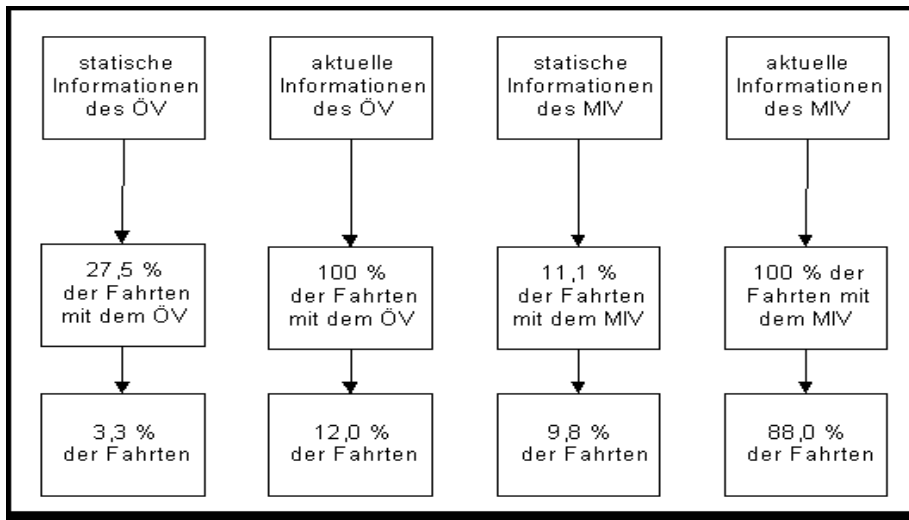 statische
Informationen
des ÖV
aktuelle
Informationen
des ÖV
statische
Informationen
des MIV
aktuelle
Informationen
des MIV
27,5 %
der Fahrten
mit dem ÖV
100 %
der Fahrten
mit dem ÖV
11,1 %
der Fahrten
mit dem MIV
100 % der
Fahrten mit
dem MIV
3,3 %
der Fahrten
12,0 %
der Fahrten
9,8 %
der Fahrten
88,0 %
der Fahrten